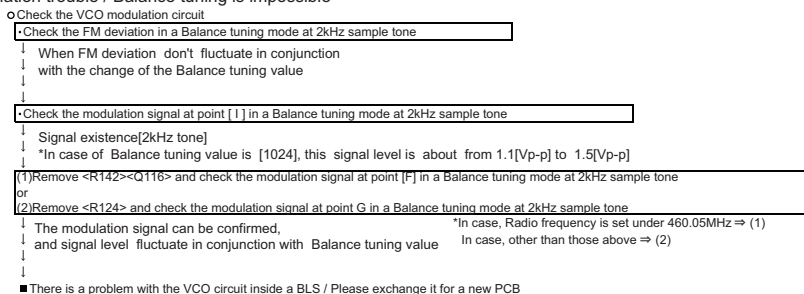 lation trouble / Balance tuning is impossible
Check the VCO modulation circuit
・Check the FM deviation in a Balance tuning mode at 2kHz sample tone
↓ When FM deviation don't fluctuate in conjunction
↓ with the change of the Balance tuning value
↓
↓
・Check the modulation signal at point [ I ] in a Balance tuning mode at 2kHz sample tone
↓ Signal existence[2kHz tone]
↓ *In case of Balance tuning value is [1024], this signal level is about from 1.1[Vp-p] to 1.5[Vp-p]
↓
(1)Remove <R142><Q116> and check the modulation signal at point [F] in a Balance tuning mode at 2kHz sample tone
or
(2)Remove <R124> and check the modulation signal at point G in a Balance tuning mode at 2kHz sample tone
↓ The modulation signal can be confirmed, *In case, Radio frequency is set under 460.05MHz ⇒ (1)
↓ and signal level fluctuate in conjunction with Balance tuning value In case, other than those above ⇒ (2)
↓
↓
■There is a problem with the VCO circuit inside a BLS / Please exchange it for a new PCB